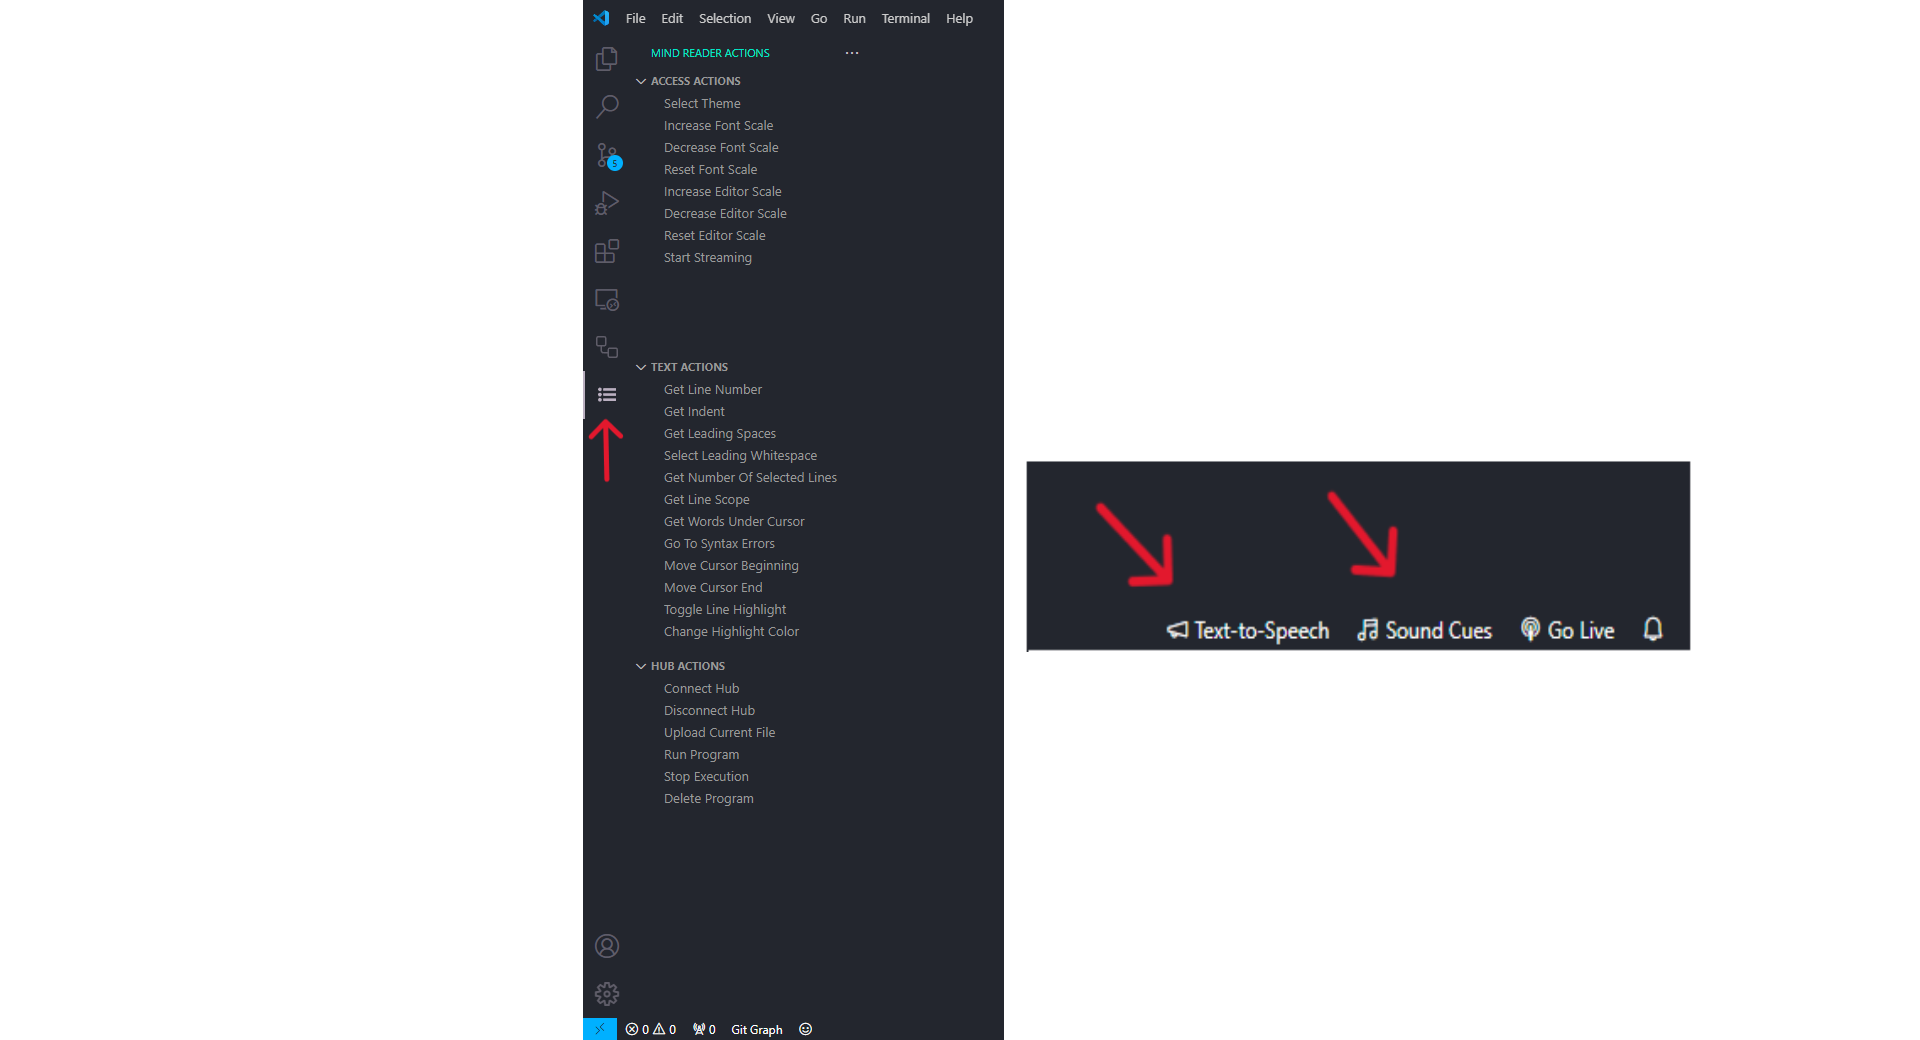 File Edit Selection View Go Run Terminal Help
MIND READER ACTIONS
ACCESS ACTIONS
Select Theme
Increase Font Scale
Decrease Font Scale
Reset Font Scale
Increase Editor Scale
Decrease Editor Scale
Reset Editor Scale
Start Streaming
5
TEXT ACTIONS
Get Line Number
Get Indent
Get Leading Spaces
Select Leading Whitespace
Get Number Of Selected Lines
Get Line Scope
Get Words Under Cursor
Go To Syntax Errors
Move Cursor Beginning
Move Cursor End
Toggle Line Highlight
Change Highlight Color
HUB ACTIONS
Connect Hub
Disconnect Hub
Upload Current File
Run Program
Stop Execution
Delete Program
0 0 0 Git Graph
Text-to-Speech Sound Cues Go Live